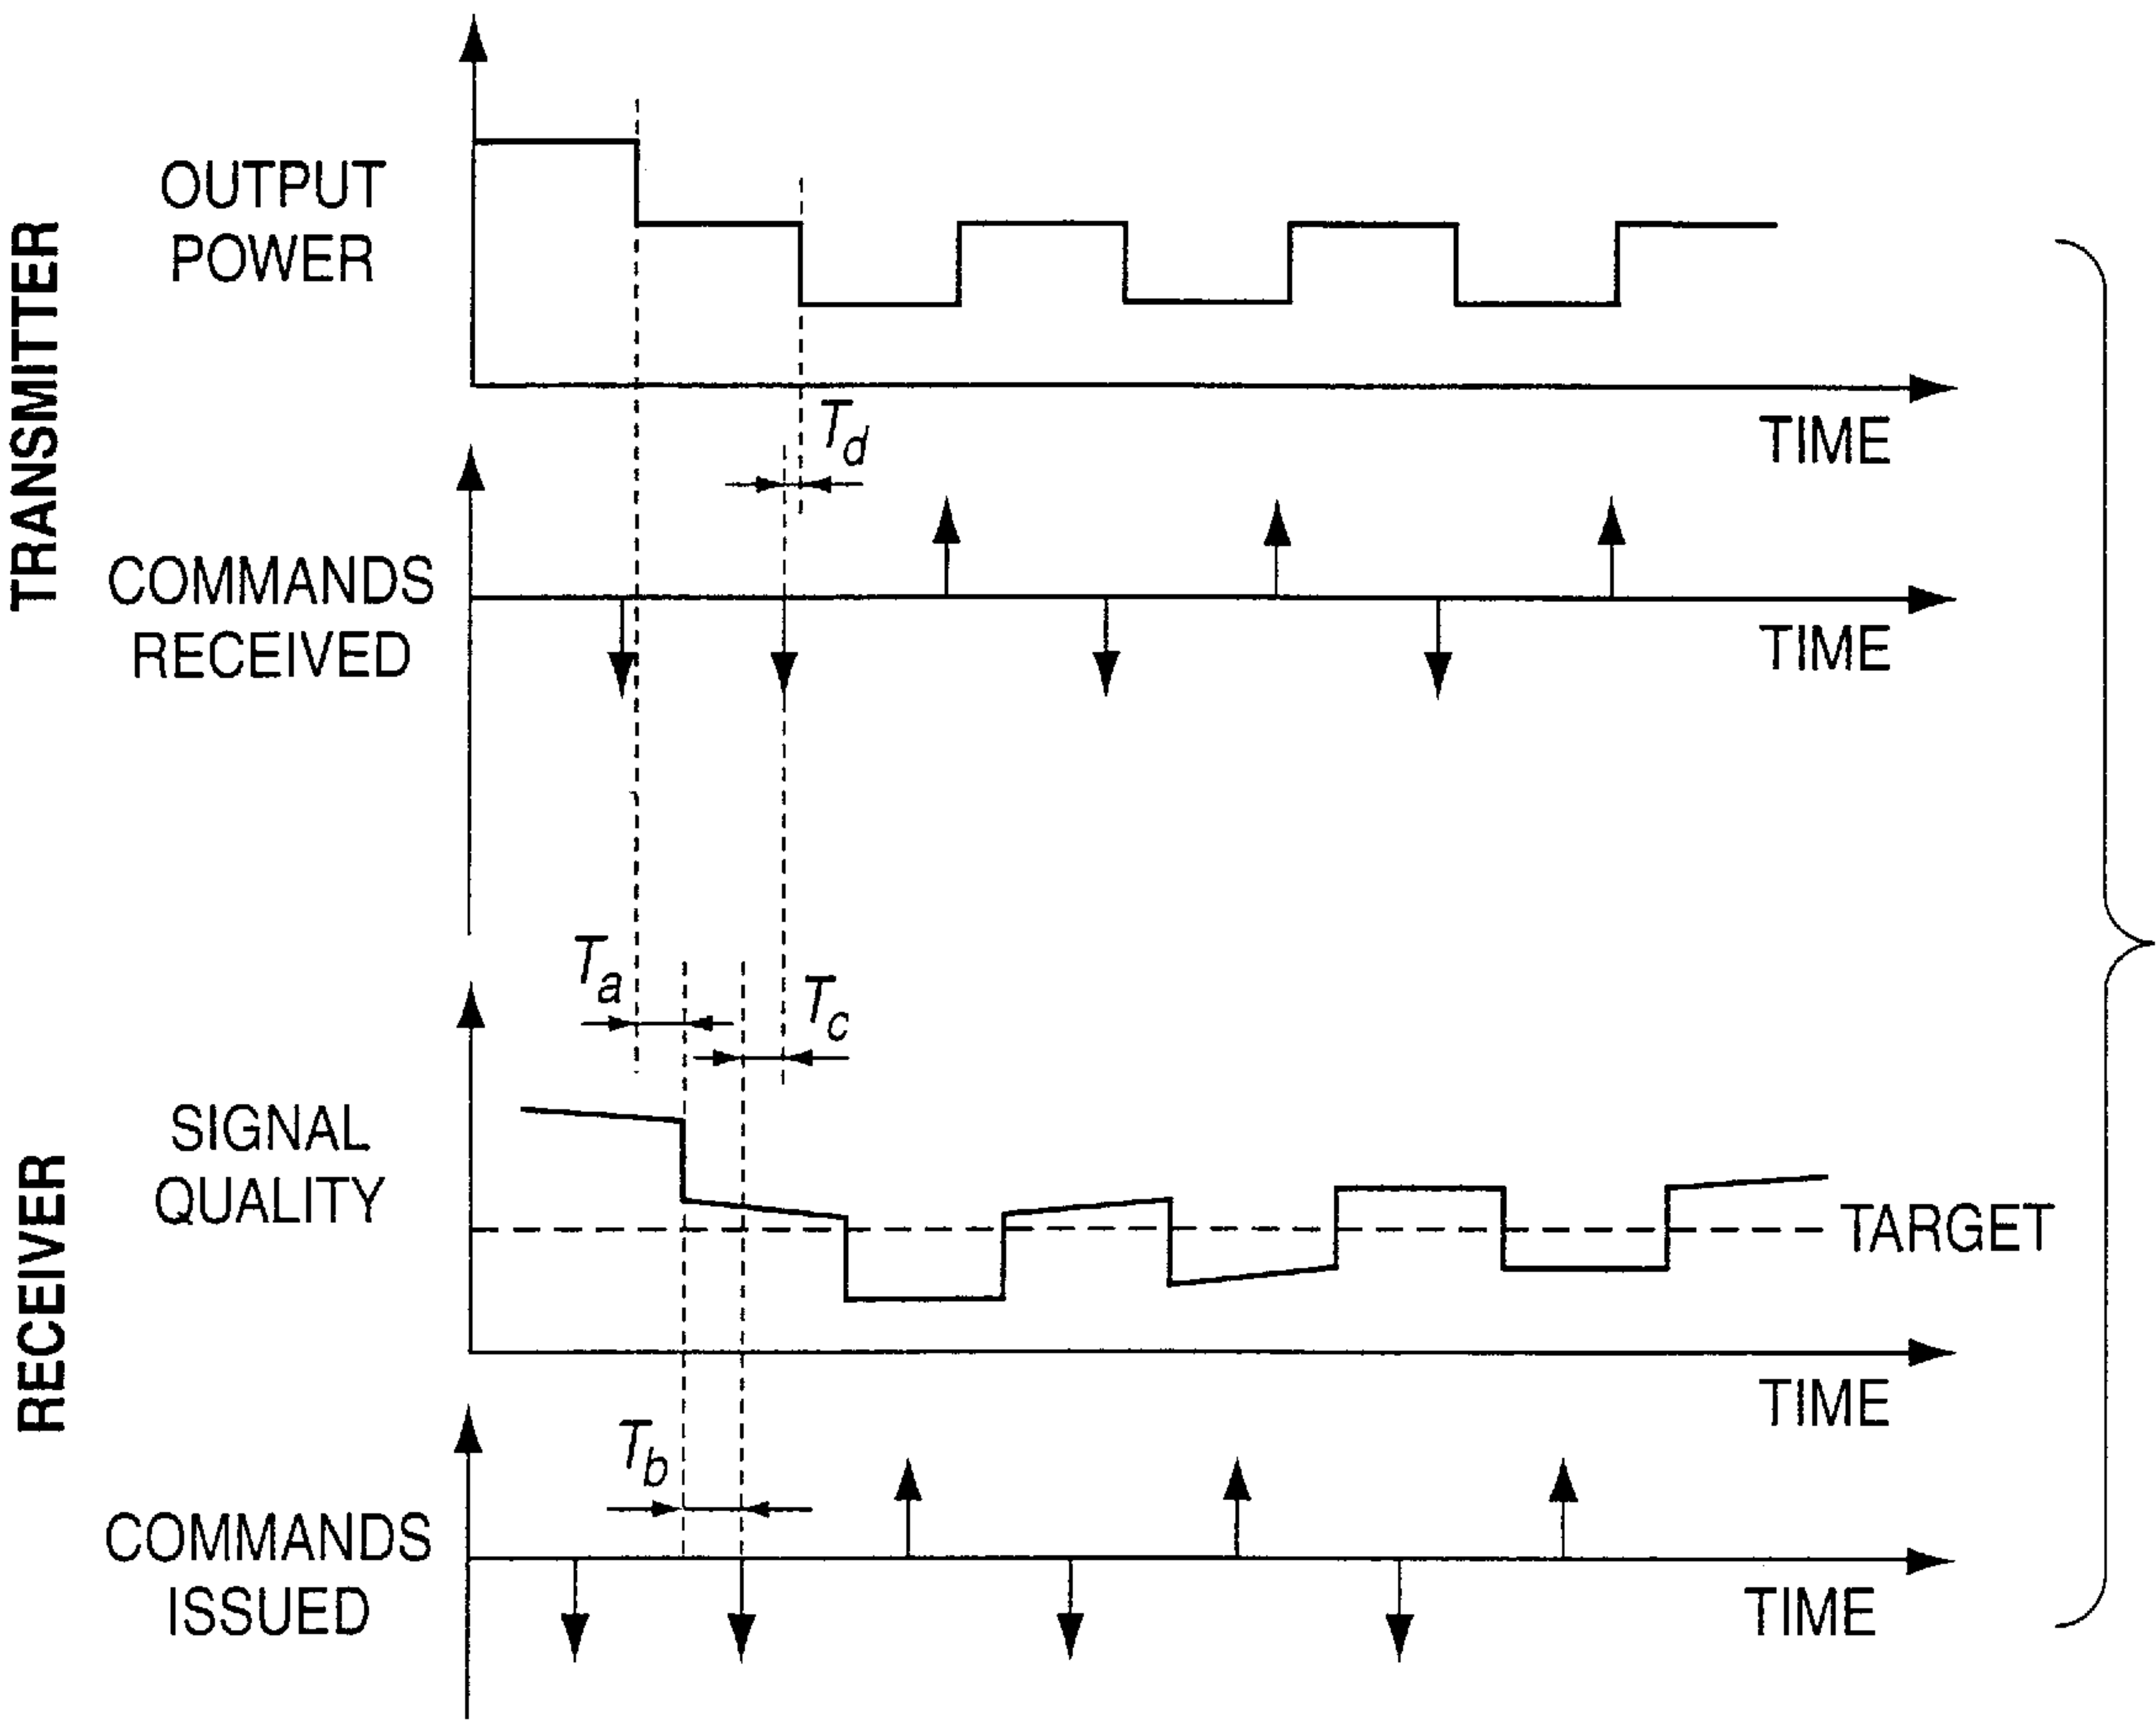 TRANSMITTER
OUTPUT
POWER
TIME
T_d
COMMANDS
RECEIVED
TIME
T_a
T_c
RECEIVER
SIGNAL
QUALITY
TARGET
TIME
T_b
COMMANDS
ISSUED
TIME